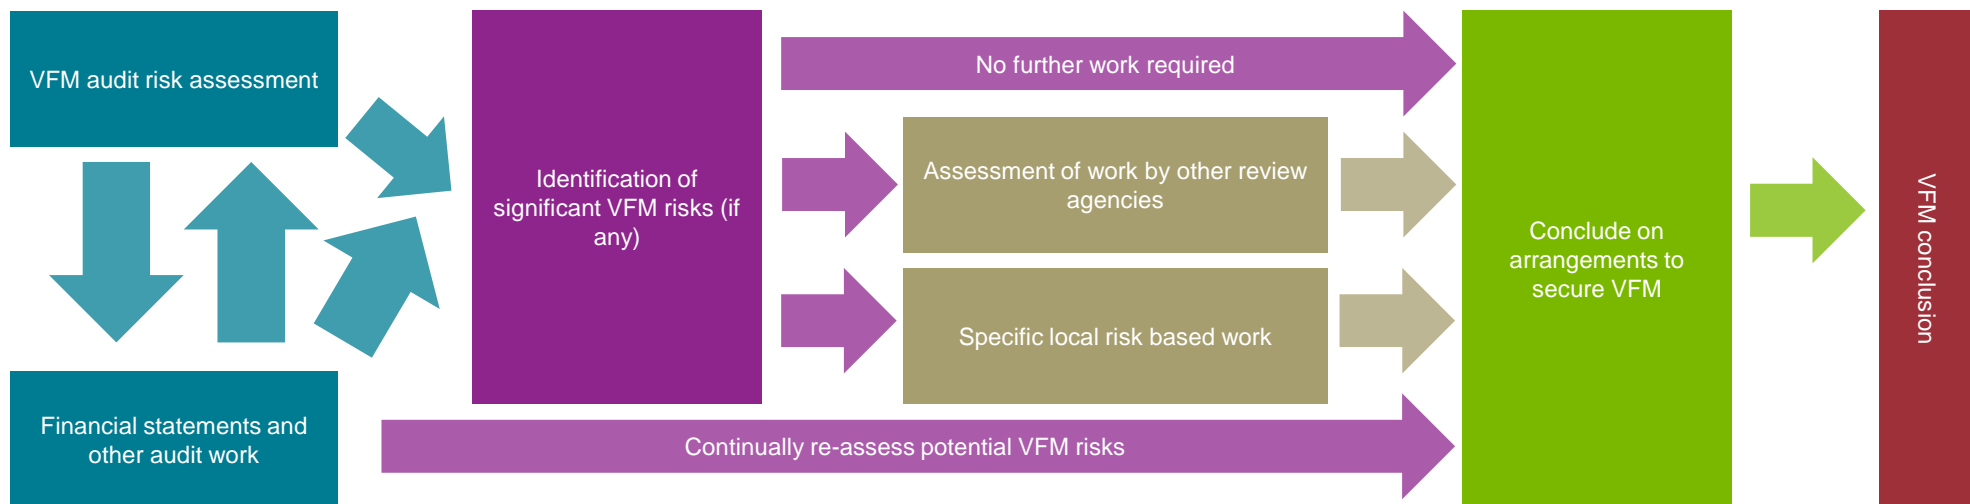 VFM audit risk assessment
Financial statements and
other audit work
Identification of
significant VFM risks (if
any)
No further work required
Assessment of work by other review
agencies
Specific local risk based work
Continually re-assess potential VFM risks
Conclude on
arrangements to
secure VFM
VFM conclusion